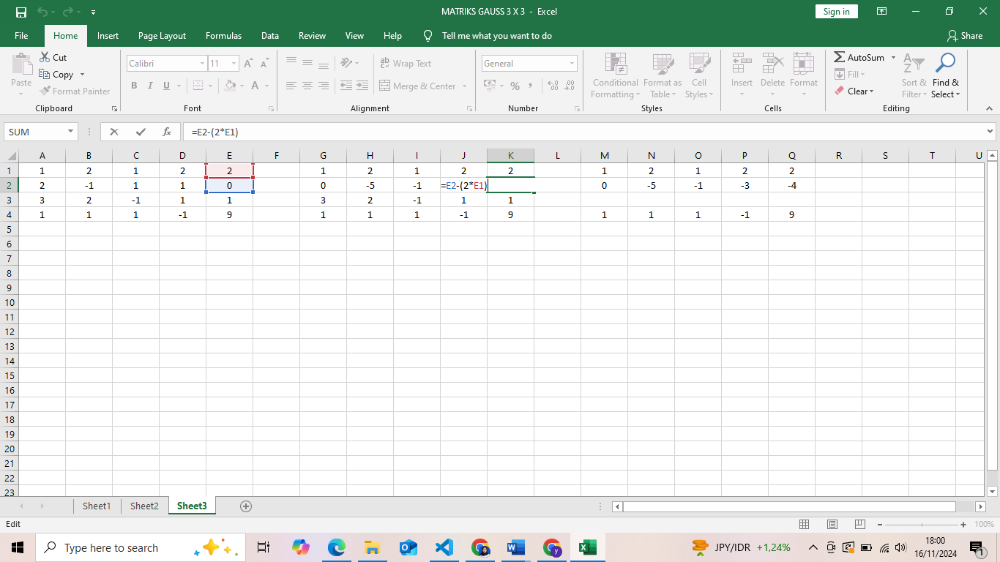 MATRIKS GAUSS 3 X 3 - Excel
Sign in
File Home Insert Page Layout Formulas Data Review View Help Tell me what you want to do Share
Paste
Cut
Copy
Format Painter
Clipboard
Calibri 11 A A
B I U A
Font
ab Wrap Text
Merge & Center
Alignment
General
% , .00 .00
Number
Conditional Formatting
Format as Table
Cell Styles
Styles
Insert Delete Format
Cells
AutoSum
Fill
Clear
Sort & Filter
Find & Select
Editing
SUM fx =E2-(2*E1)
A B C D E F G H I J K L M N O P Q R S T U
1 1 2 1 2 2 1 2 1 2 2 1 2 1 2 2
2 2 -1 1 1 0 0 -5 -1 =E2-(2*E1) 0 -5 -1 -3 -4
3 3 2 -1 1 1 3 2 -1 1 1
4 1 1 1 -1 9 1 1 1 -1 9 1 1 1 -1 9
5
6
7
8
9
10
11
12
13
14
15
16
17
18
19
20
21
22
23
Sheet1 Sheet2 Sheet3
Edit 100%
Type here to search JPY/IDR +1,24% 18:00
16/11/2024 1